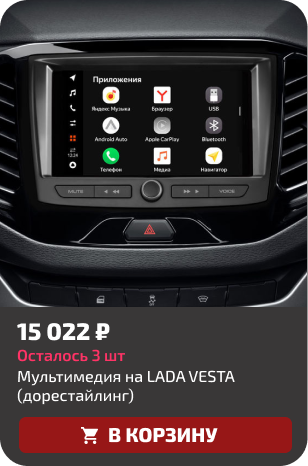 Приложения
Яндекс Музыка
Браузер
USB
Android Auto
Apple CarPlay
Bluetooth
12:24
Телефон
Медиа
Навигатор
MUTE
VOICE
15 022 ₽
Осталось 3 шт
Мультимедия на LADA VESTA
(дорестайлинг)
В КОРЗИНУ